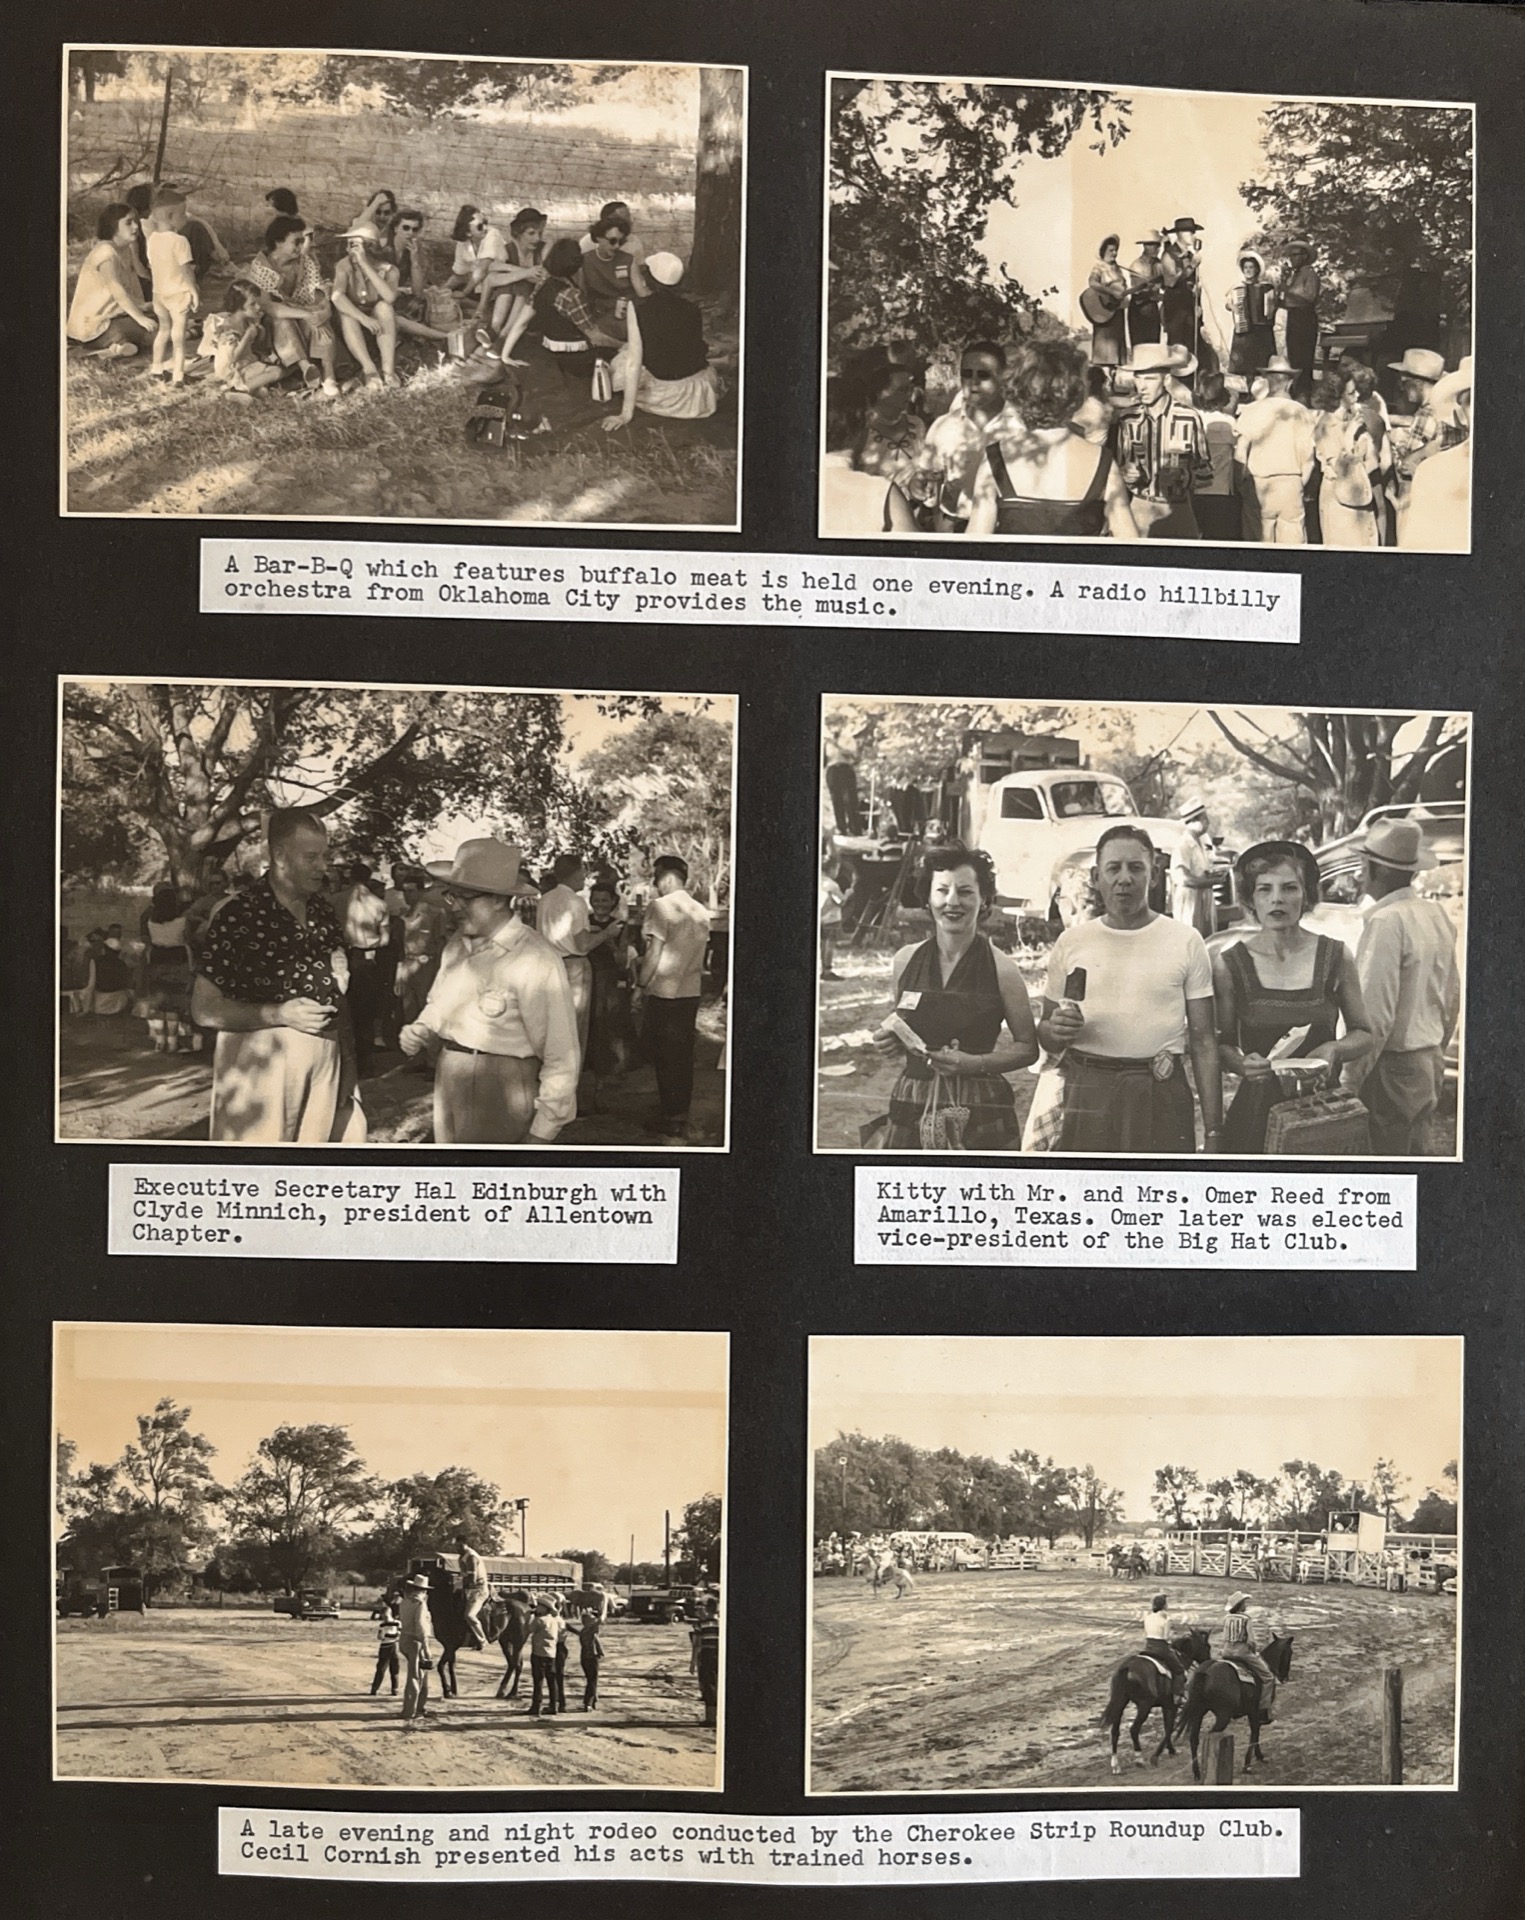 A Bar-B-Q which features buffalo meat is held one evening. A radio hillbilly
orchestra from Oklahoma City provides the music.
Executive Secretary Hal Edinburgh with
Clyde Minnich, president of Allentown
Chapter.
Kitty with Mr. and Mrs. Omer Reed from
Amarillo, Texas. Omer later was elected
vice-president of the Big Hat Club.
A late evening and night rodeo conducted by the Cherokee Strip Roundup Club.
Cecil Cornish presented his acts with trained horses.